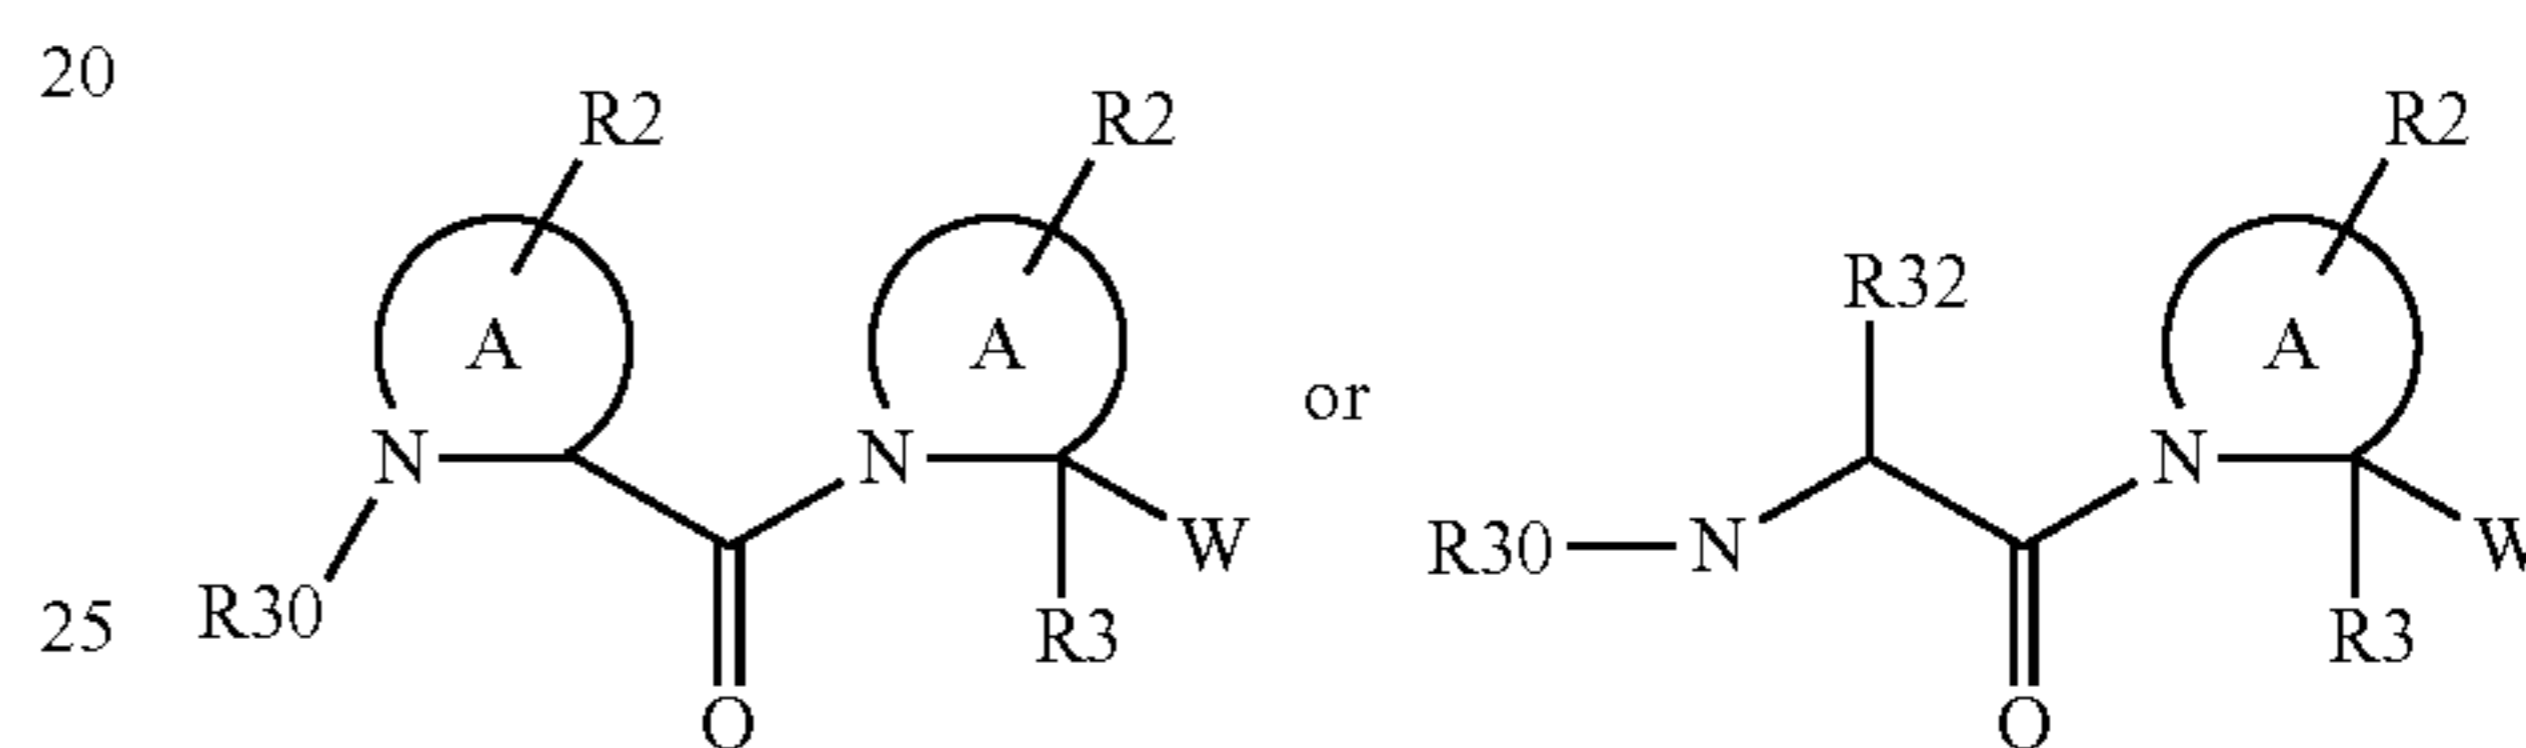 20
R2 R2 R2
R32
A A or A
N N N
W R30 N W
25 R30 R3 R3
O O